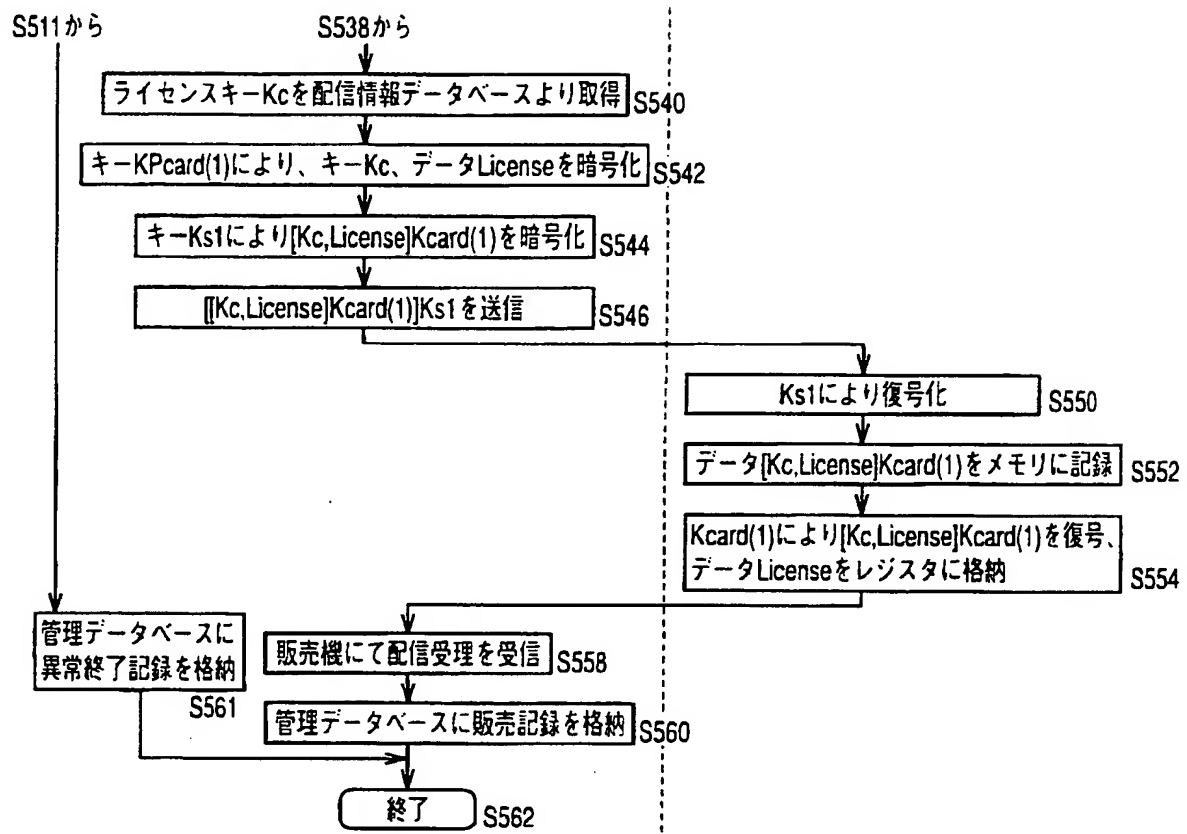 S511から
S538から
ライセンスキーKcを配信情報データベースより取得
S540
キーKPcard(1)により、キーKc、データLicenseを暗号化
S542
キーKs1により[Kc,License]Kcard(1)を暗号化
S544
[[Kc,License]Kcard(1)]Ks1を送信
S546
Ks1により復号化
S550
データ[Kc,License]Kcard(1)をメモリに記録
S552
Kcard(1)により[Kc,License]Kcard(1)を復号、
データLicenseをレジスタに格納
S554
管理データベースに
異常終了記録を格納
S561
販売機にて配信受理を受信
S558
管理データベースに販売記録を格納
S560
終了
S562